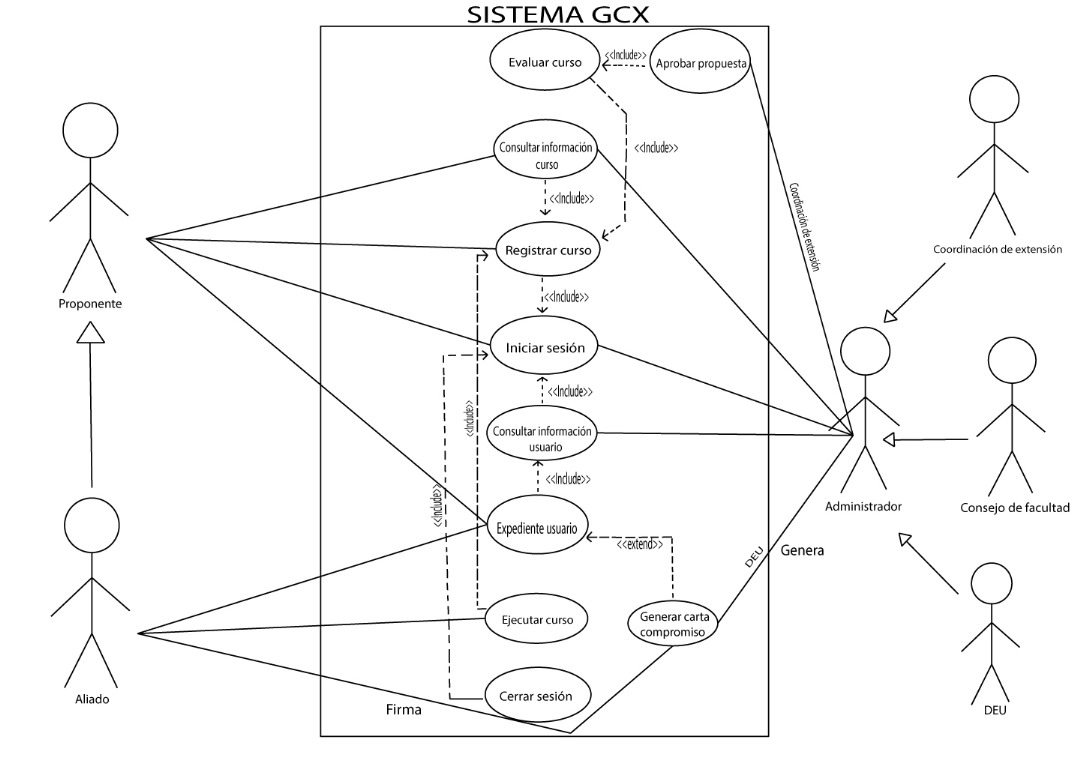 SISTEMA GCX
Evaluar curso
<<Include>>
Aprobar propuesta
<<Include>>
Consultar información
curso
<<Include>>
Coordinación de extensión
Coordinación de extensión
Registrar curso
Proponente
<<Include>>
Iniciar sesión
<<Include>>
Consultar información
usuario
<<Include>>
<<Include>>
<<Include>>
Expediente usuario
<<extend>>
Administrador
Consejo de facultad
DEU
Genera
Ejecutar curso
Generar carta
compromiso
Cerrar sesión
Aliado
Firma
DEU